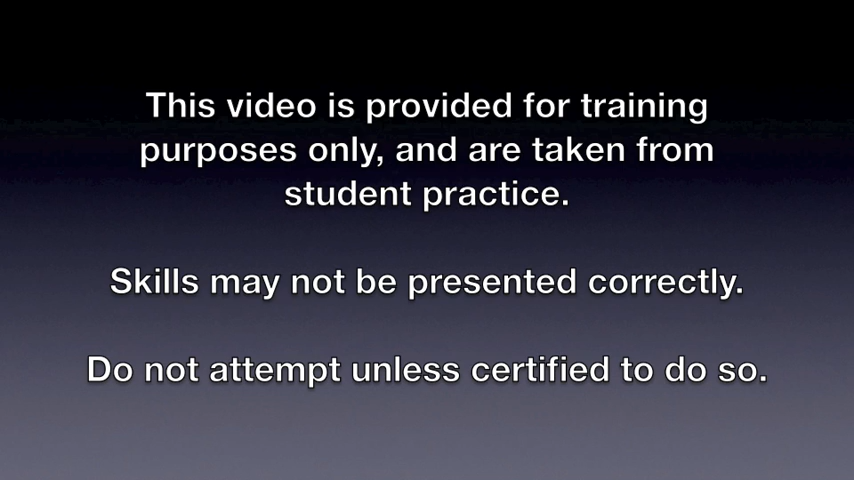 This video is provided for training
purposes only, and are taken from
student practice.
Skills may not be presented correctly.
Do not attempt unless certified to do so.